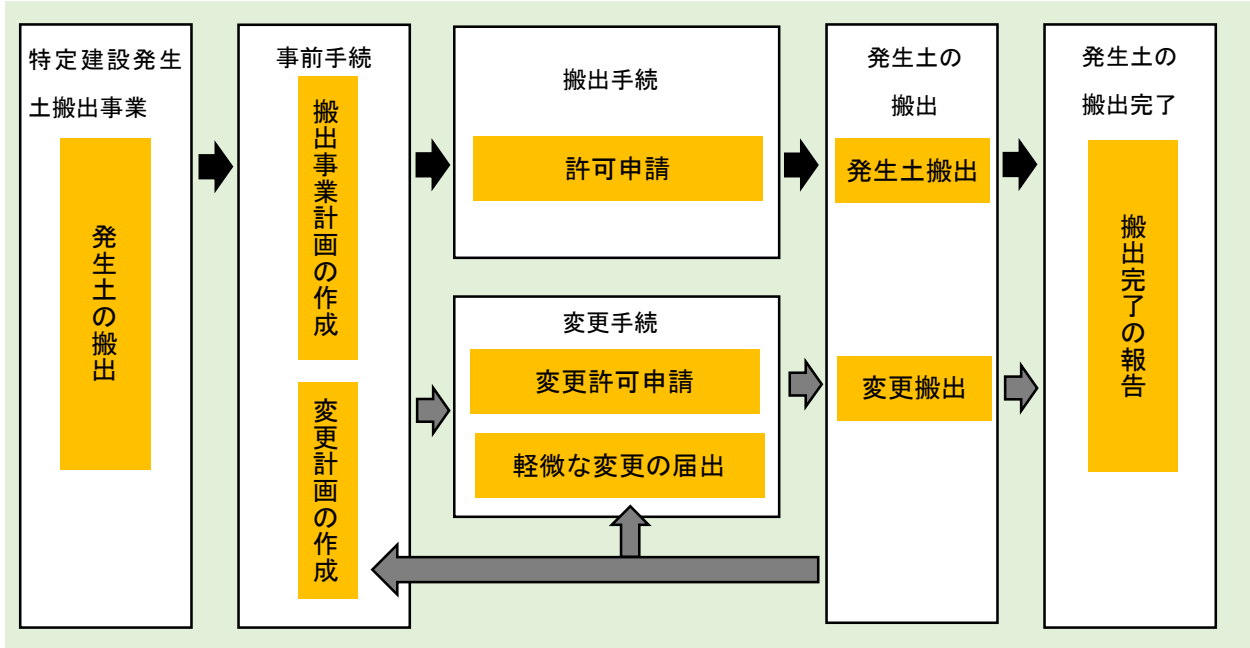 特定建設発生
土搬出事業
発生土の搬出
事前手続
搬出事業計画の作成
変更計画の作成
搬出手続
許可申請
変更手続
変更許可申請
軽微な変更の届出
発生土の
搬出
発生土搬出
変更搬出
発生土の
搬出完了
搬出完了の報告